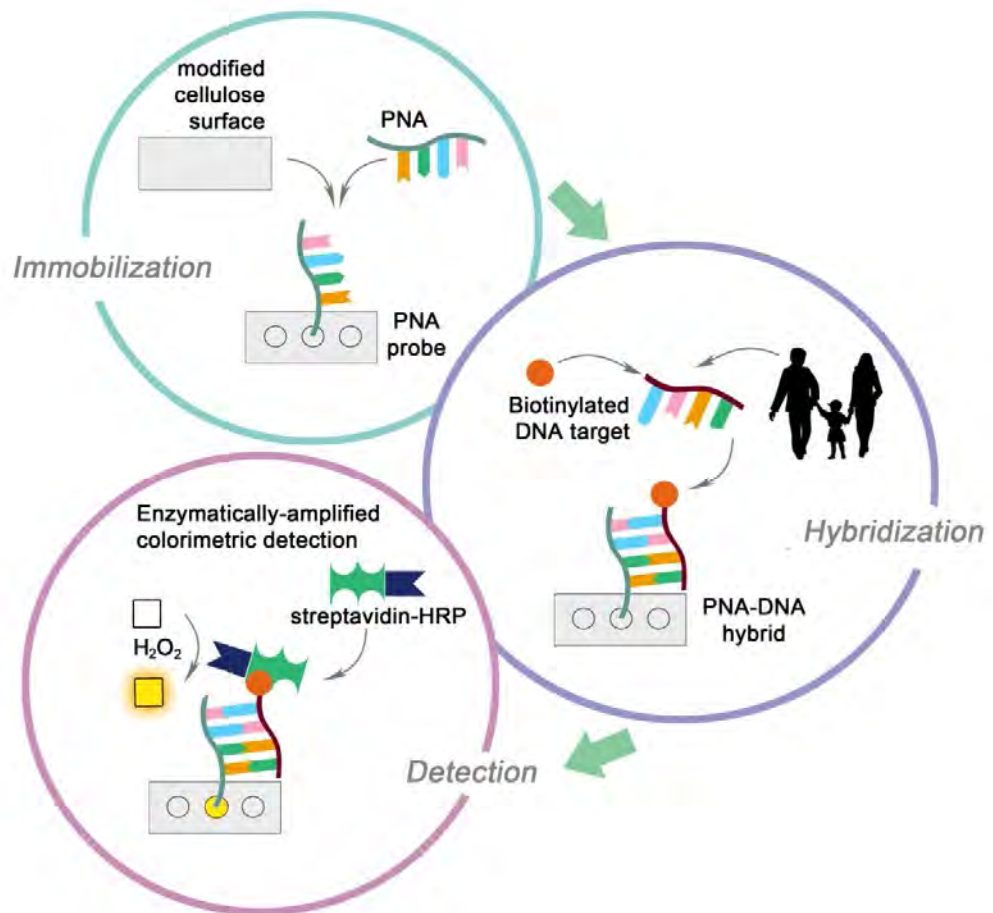 modified
cellulose
surface
PNA
Immobilization
PNA
probe
Biotinylated
DNA target
Hybridization
PNA-DNA
hybrid
Enzymatically-amplified
colorimetric detection
streptavidin-HRP
H₂O₂
Detection